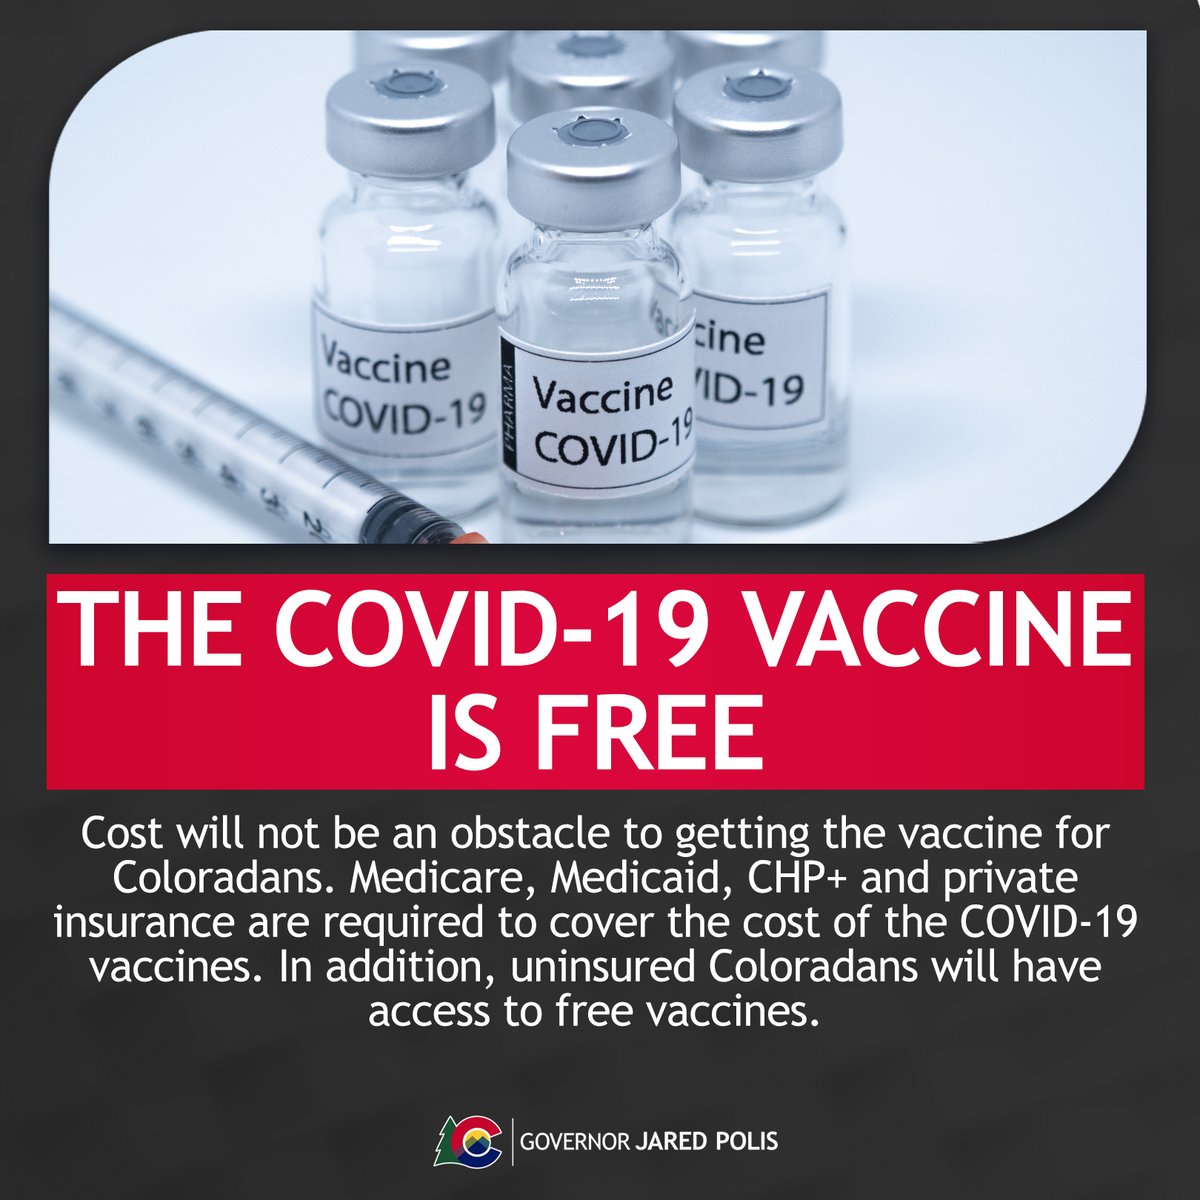 Vaccine
COVID-19
PHARMA
Vaccine
COVID-19
Vac
cine
VID-19
THE COVID-19 VACCINE
IS FREE
Cost will not be an obstacle to getting the vaccine for
Coloradans. Medicare, Medicaid, CHP+ and private
insurance are required to cover the cost of the COVID-19
vaccines. In addition, uninsured Coloradans will have
access to free vaccines.
C
GOVERNOR JARED POLIS